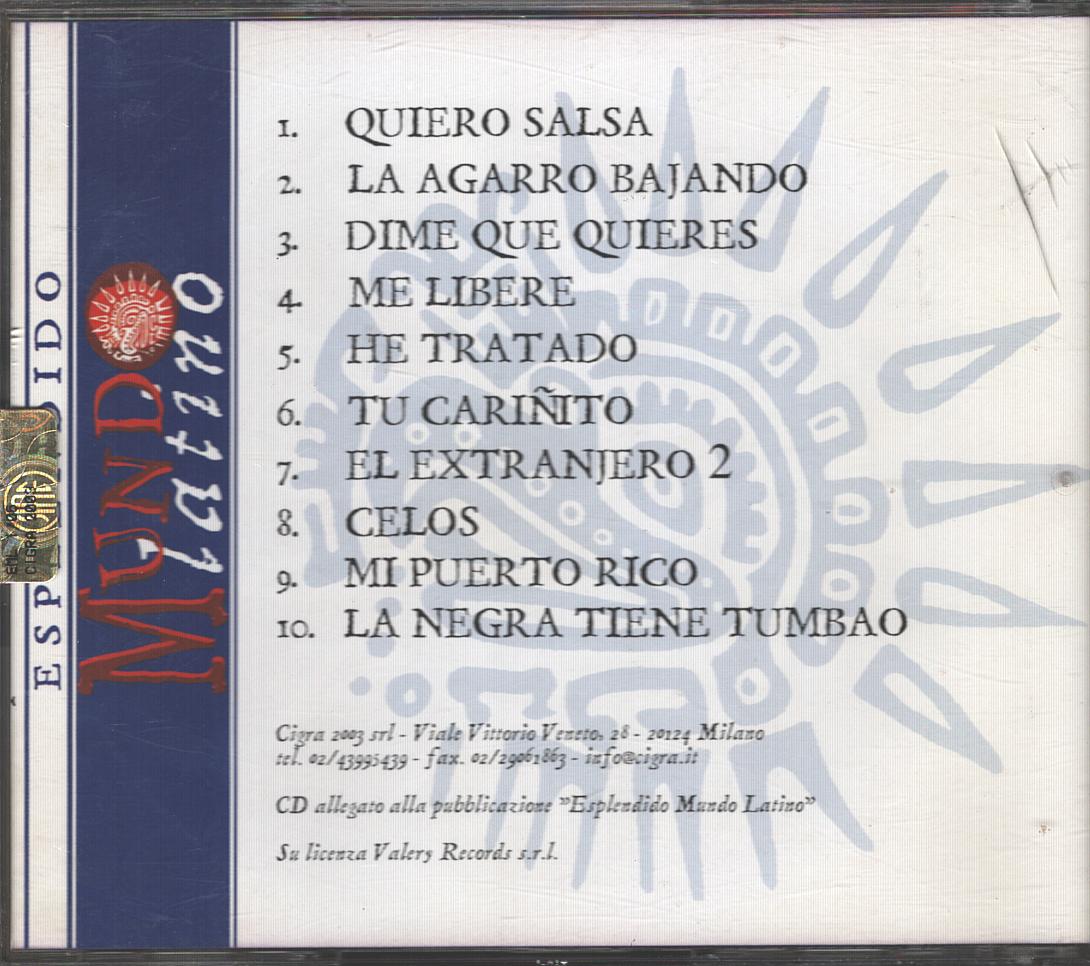 1. QUIERO SALSA
2. LA AGARRO BAJANDO
3. DIME QUE QUIERES
4. ME LIBERE
5. HE TRATADO
6. TU CARIÑITO
7. EL EXTRANJERO 2
8. CELOS
9. MI PUERTO RICO
10. LA NEGRA TIENE TUMBAO
Cigra 2003 srl - Viale Vittorio Veneto, 28 - 20124 Milano
tel. 02/43995439 - fax. 02/29061863 - info@cigra.it
CD allegato alla pubblicazione "Esplendido Mundo Latino"
Su licenza Valery Records s.r.l.
MUNDO
latino